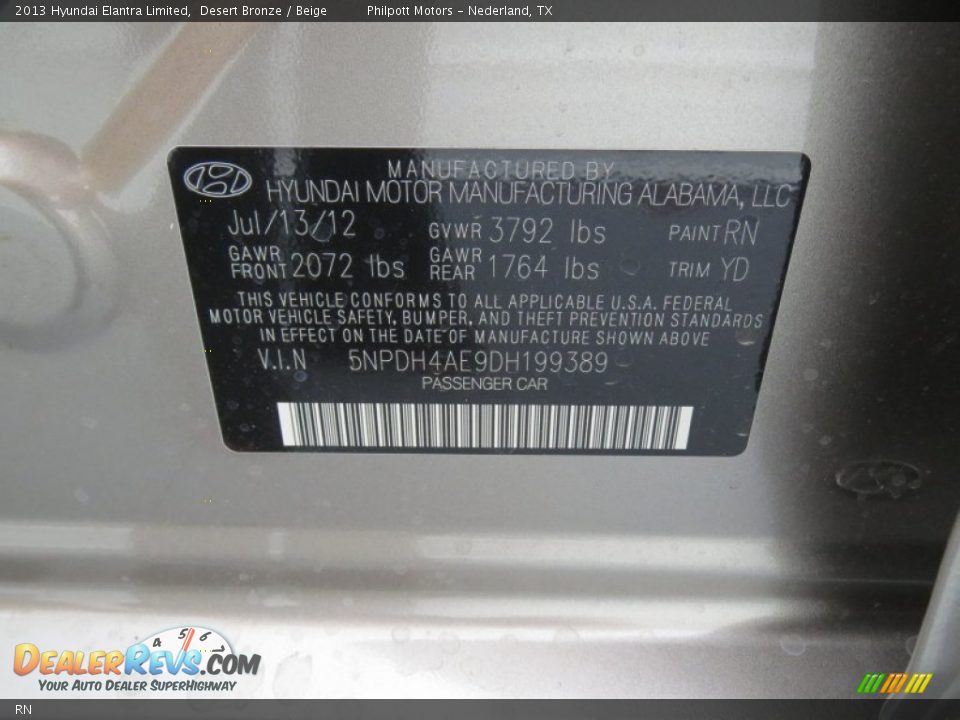 2013 Hyundai Elantra Limited, Desert Bronze / Beige Philpott Motors - Nederland, TX
MANUFACTURED BY
HYUNDAI MOTOR MANUFACTURING ALABAMA, LLC
Jul/13/12 GVWR 3792 lbs PAINT RN
GAWR FRONT 2072 lbs GAWR REAR 1764 lbs TRIM YD
THIS VEHICLE CONFORMS TO ALL APPLICABLE U.S.A. FEDERAL
MOTOR VEHICLE SAFETY, BUMPER, AND THEFT PREVENTION STANDARDS
IN EFFECT ON THE DATE OF MANUFACTURE SHOWN ABOVE
V.I.N 5NPDH4AE9DH199389
PASSENGER CAR
4 5 6
DEALERREVS.COM
YOUR AUTO DEALER SUPERHIGHWAY
RN